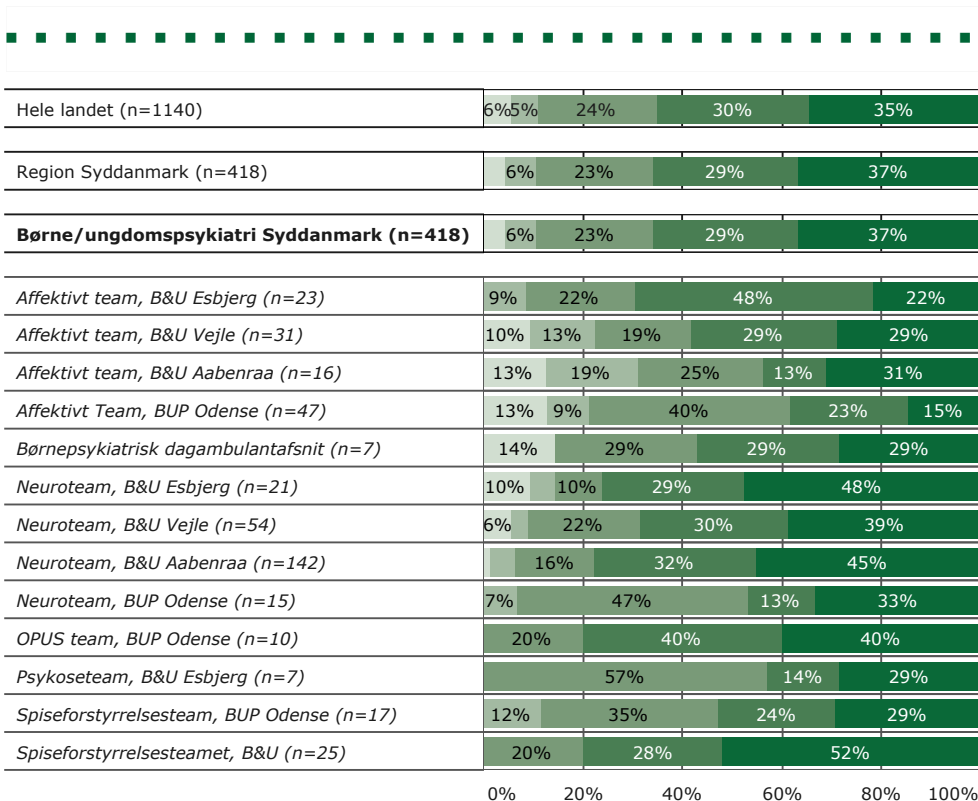 Hele landet (n=1140) 6% 5% 24% 30% 35%
Region Syddanmark (n=418) 6% 23% 29% 37%
Børne/ungdomspsykiatri Syddanmark (n=418) 6% 23% 29% 37%
Affektivt team, B&U Esbjerg (n=23) 9% 22% 48% 22%
Affektivt team, B&U Vejle (n=31) 10% 13% 19% 29% 29%
Affektivt team, B&U Aabenraa (n=16) 13% 19% 25% 13% 31%
Affektivt Team, BUP Odense (n=47) 13% 9% 40% 23% 15%
Børnepsykiatrisk dagambulantafsnit (n=7) 14% 29% 29% 29%
Neuroteam, B&U Esbjerg (n=21) 10% 10% 29% 48%
Neuroteam, B&U Vejle (n=54) 6% 22% 30% 39%
Neuroteam, B&U Aabenraa (n=142) 16% 32% 45%
Neuroteam, BUP Odense (n=15) 7% 47% 13% 33%
OPUS team, BUP Odense (n=10) 20% 40% 40%
Psykoseteam, B&U Esbjerg (n=7) 57% 14% 29%
Spiseforstyrrelsesteam, BUP Odense (n=17) 12% 35% 24% 29%
Spiseforstyrrelsesteamet, B&U (n=25) 20% 28% 52%
0% 20% 40% 60% 80% 100%